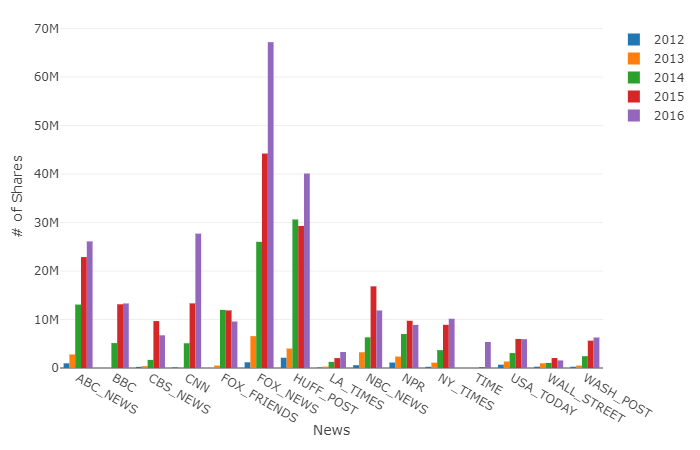 70M
60M
50M
40M
30M
20M
10M
0
# of Shares
ABC_NEWS
BBC
CBS_NEWS
CNN
FOX_FRIENDS
FOX_NEWS
HUFF_POST
LA_TIMES
NBC_NEWS
NPR
NY_TIMES
TIME
USA_TODAY
WALL_STREET
WASH_POST
News
2012
2013
2014
2015
2016